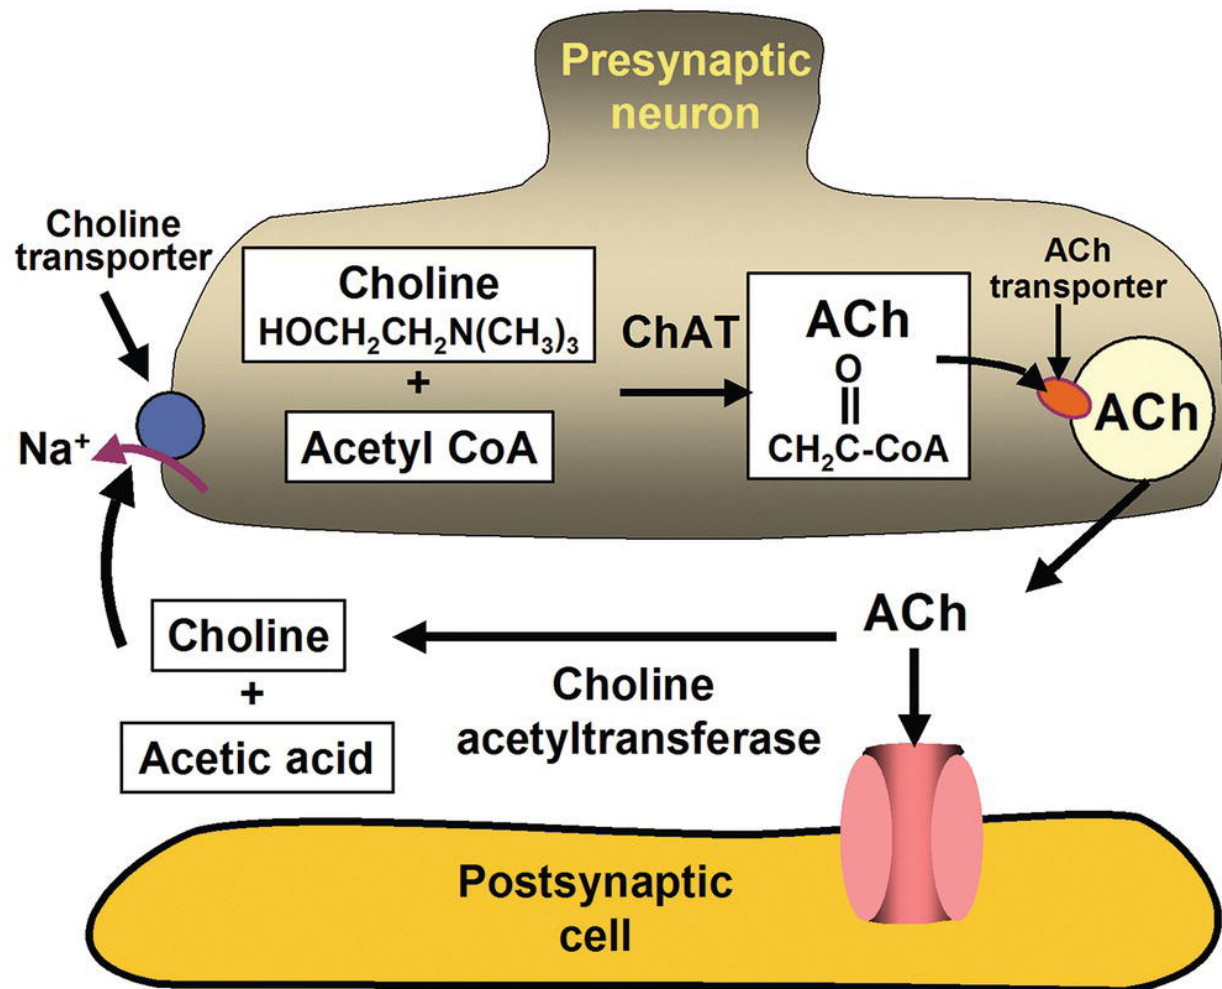 Presynaptic
neuron
Choline
transporter
Choline
HOCH₂CH₂N(CH₃)₃
+
Acetyl CoA
ChAT
ACh
O
CH₂C-CoA
ACh
transporter
ACh
Na⁺
ACh
Choline
+
Acetic acid
Choline
acetyltransferase
Postsynaptic
cell